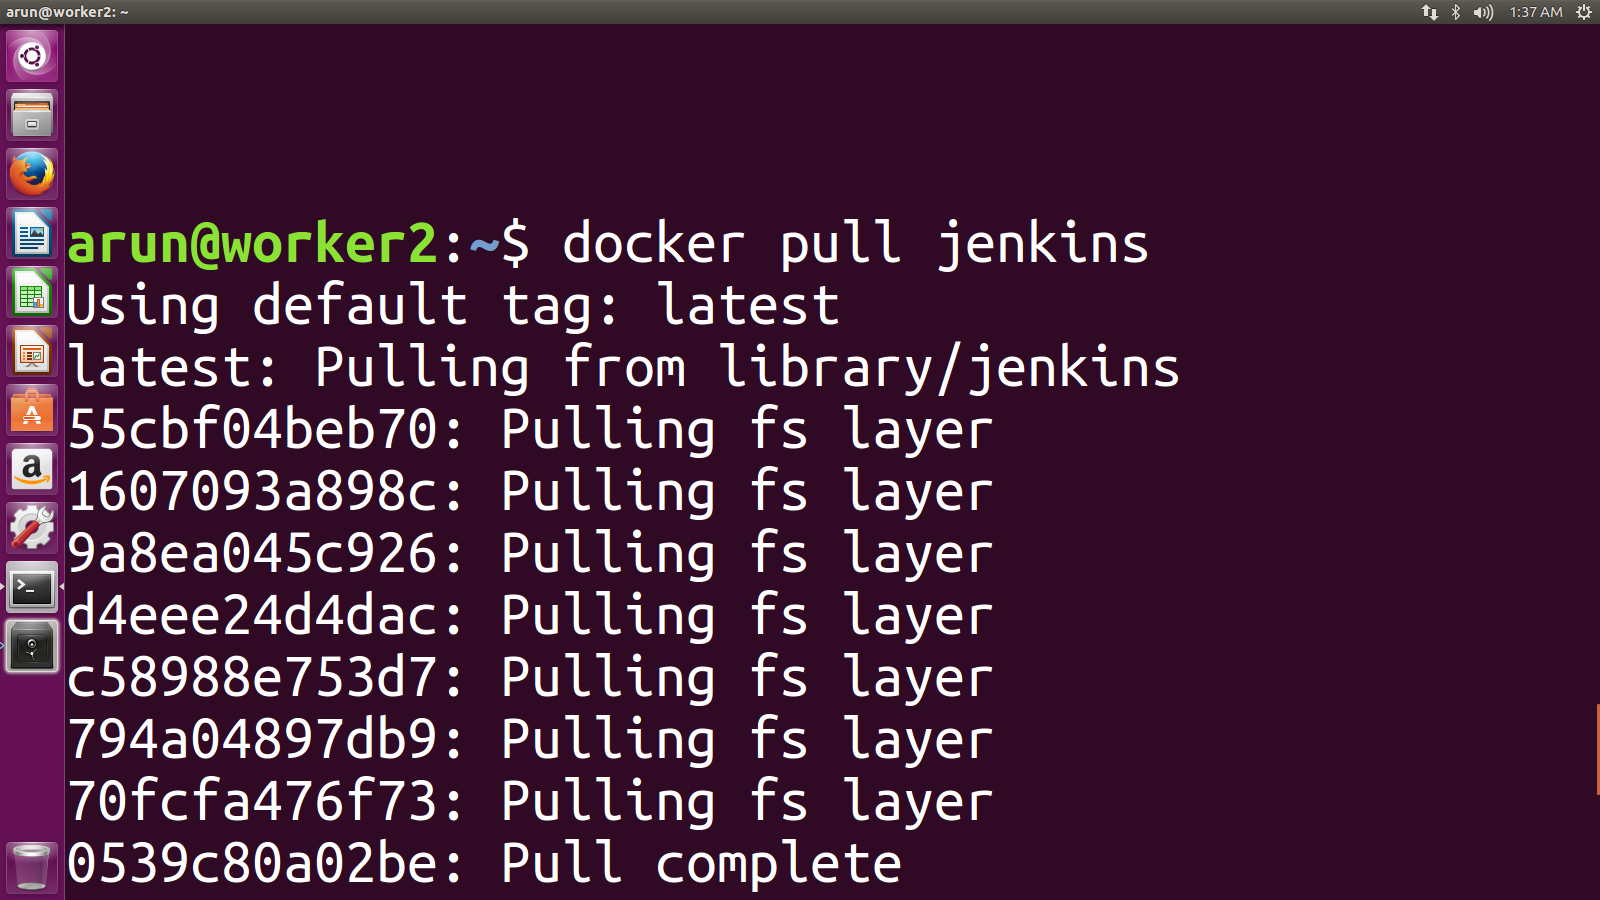 arun@worker2: ~
1:37 AM
arun@worker2:~$ docker pull jenkins
Using default tag: latest
latest: Pulling from library/jenkins
55cbf04beb70: Pulling fs layer
1607093a898c: Pulling fs layer
9a8ea045c926: Pulling fs layer
d4eee24d4dac: Pulling fs layer
c58988e753d7: Pulling fs layer
794a04897db9: Pulling fs layer
70fcfa476f73: Pulling fs layer
0539c80a02be: Pull complete